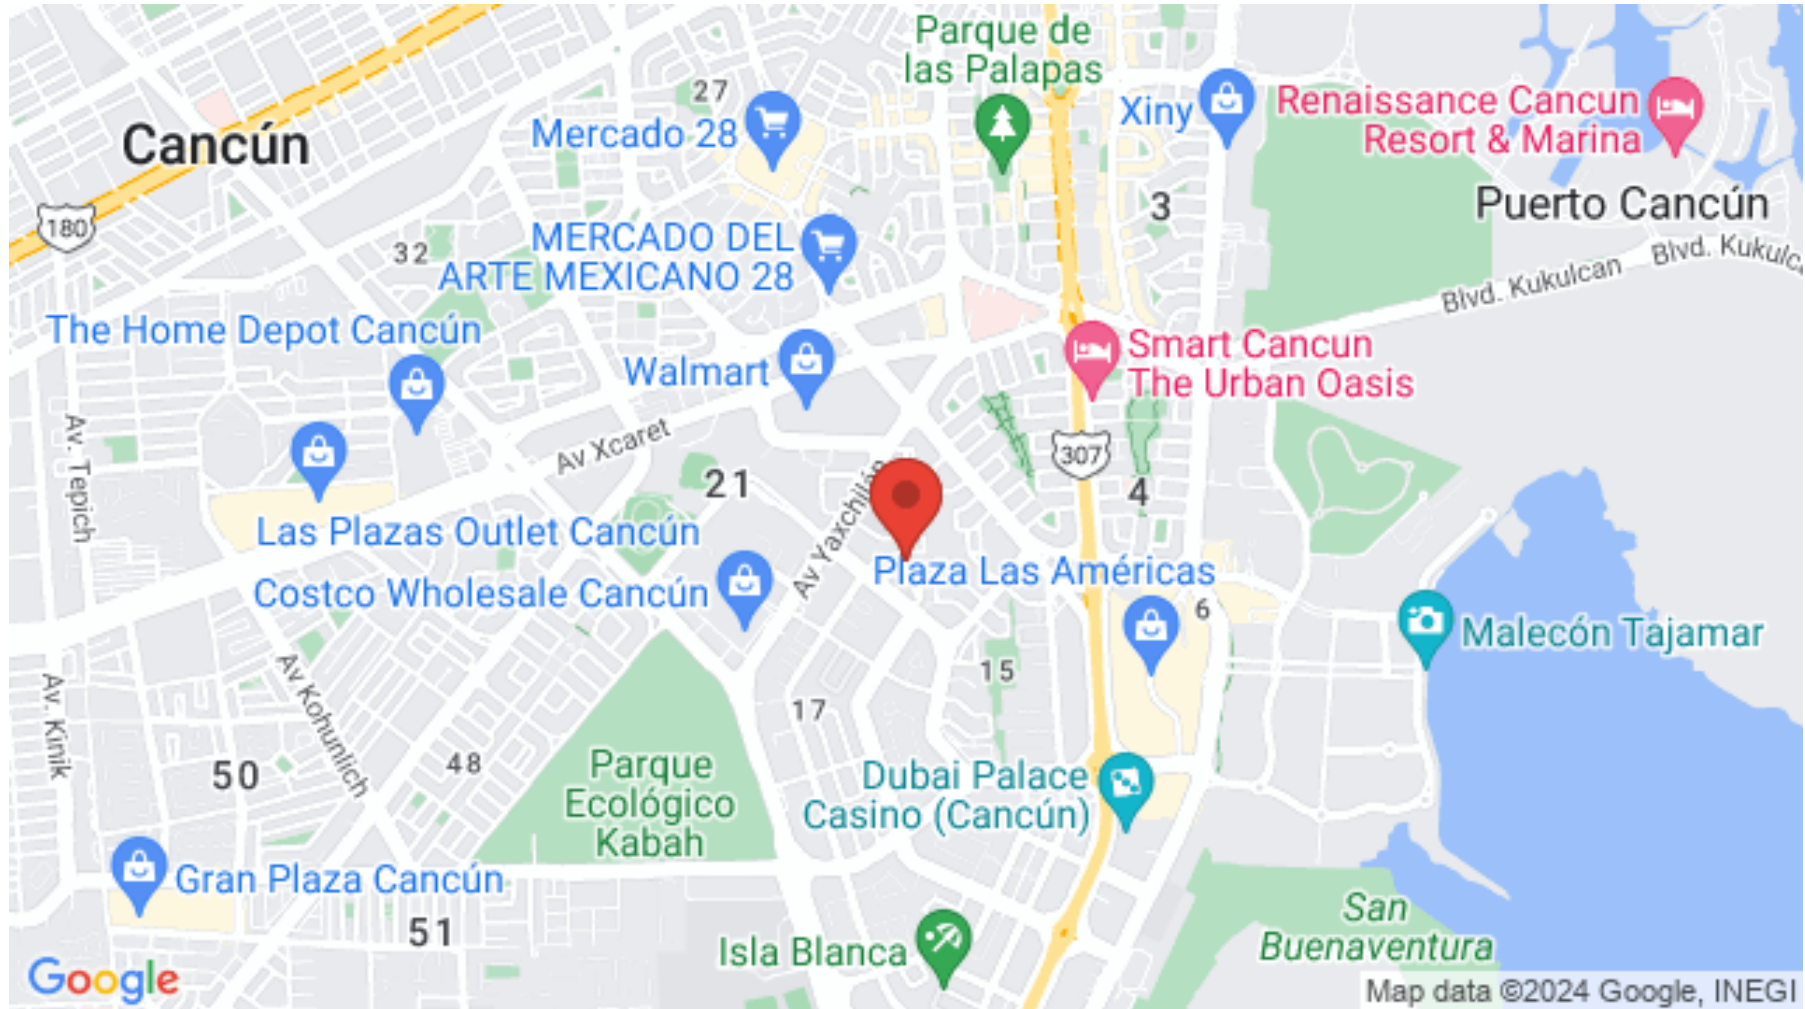 Parque de
las Palapas
27
Mercado 28
Xiny
Renaissance Cancun
Resort & Marina
Cancún
180
3
Puerto Cancún
32
MERCADO DEL
ARTE MEXICANO 28
Blvd. Kukulcan
Blvd. Kukulca
The Home Depot Cancún
Walmart
Smart Cancun
The Urban Oasis
Av. Tepich
Av Xcaret
307
21
4
Av Yaxchilán
Las Plazas Outlet Cancún
Costco Wholesale Cancún
Plaza Las Américas
6
Malecón Tajamar
15
Av. Kinik
Av Kohunlich
17
50
48
Parque
Ecológico
Kabah
Dubai Palace
Casino (Cancún)
Gran Plaza Cancún
51
Isla Blanca
San
Buenaventura
Google
Map data ©2024 Google, INEGI